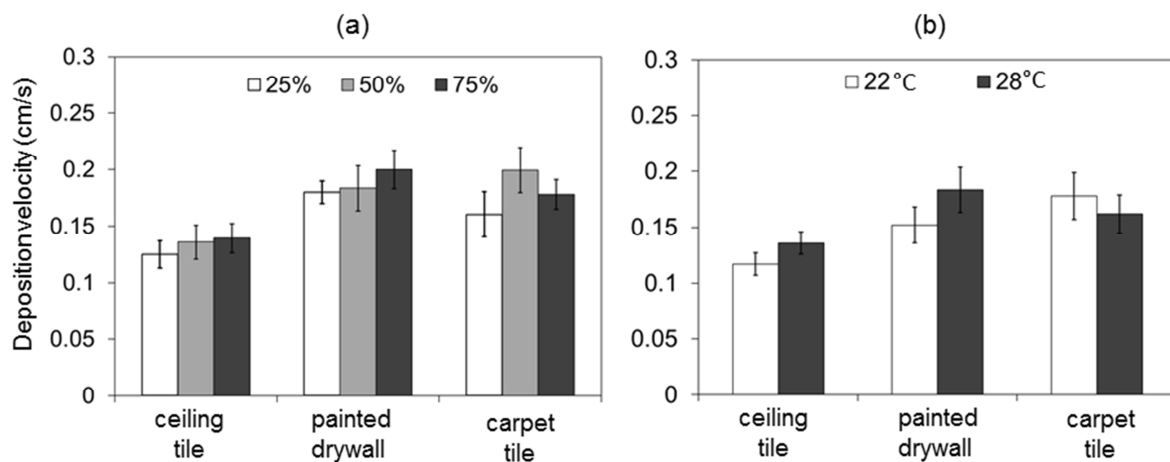 (a)
0.3
0.25
0.2
0.15
0.1
0.05
0
Deposition velocity (cm/s)
25% 50% 75%
ceiling tile
painted drywall
carpet tile
(b)
0.3
0.25
0.2
0.15
0.1
0.05
0
22°C 28°C
ceiling tile
painted drywall
carpet tile